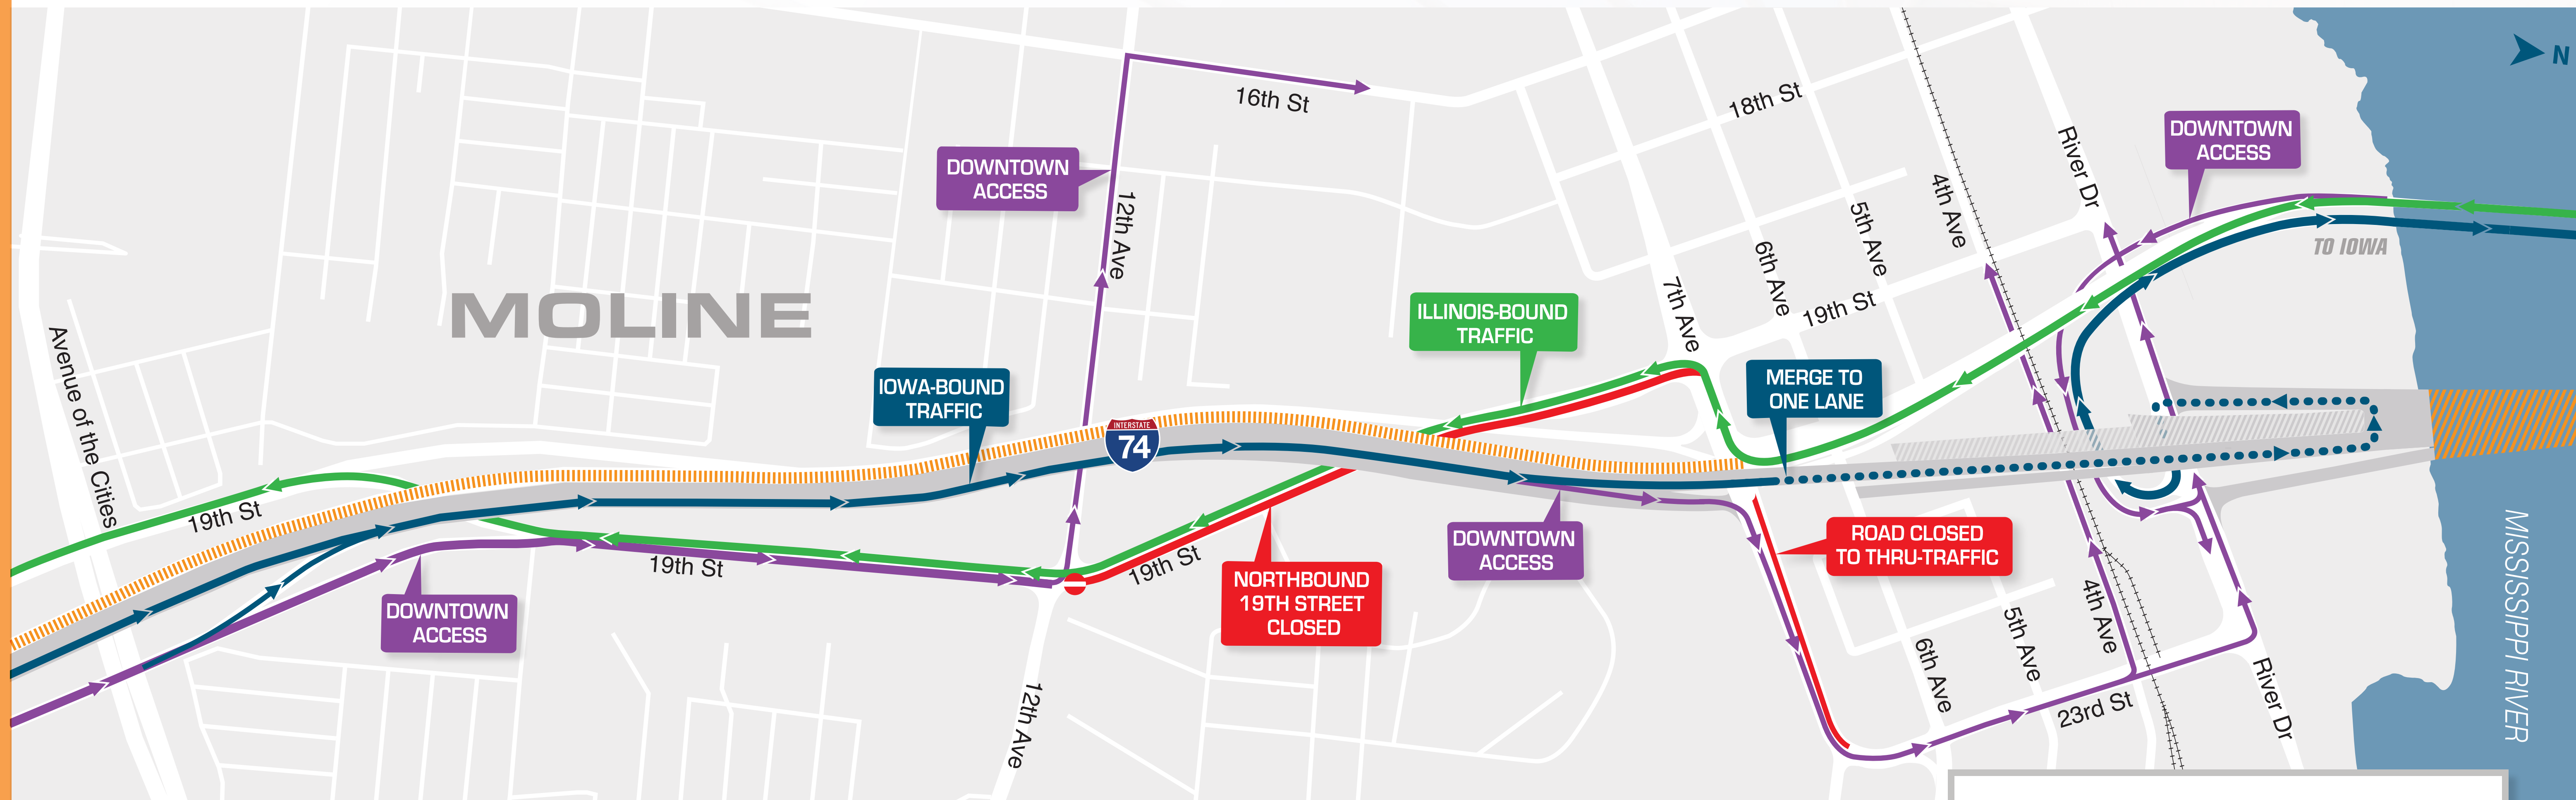 N
16th St
18th St
DOWNTOWN
ACCESS
River Dr
DOWNTOWN
ACCESS
12th Ave
4th Ave
5th Ave
6th Ave
7th Ave
19th St
TO IOWA
MOLINE
Avenue of the Cities
ILLINOIS-BOUND
TRAFFIC
IOWA-BOUND
TRAFFIC
MERGE TO
ONE LANE
INTERSTATE
74
19th St
19th St
19th St
DOWNTOWN
ACCESS
ROAD CLOSED
TO THRU-TRAFFIC
NORTHBOUND
19TH STREET
CLOSED
DOWNTOWN
ACCESS
12th Ave
6th Ave
5th Ave
4th Ave
23rd St
River Dr
MISSISSIPPI RIVER